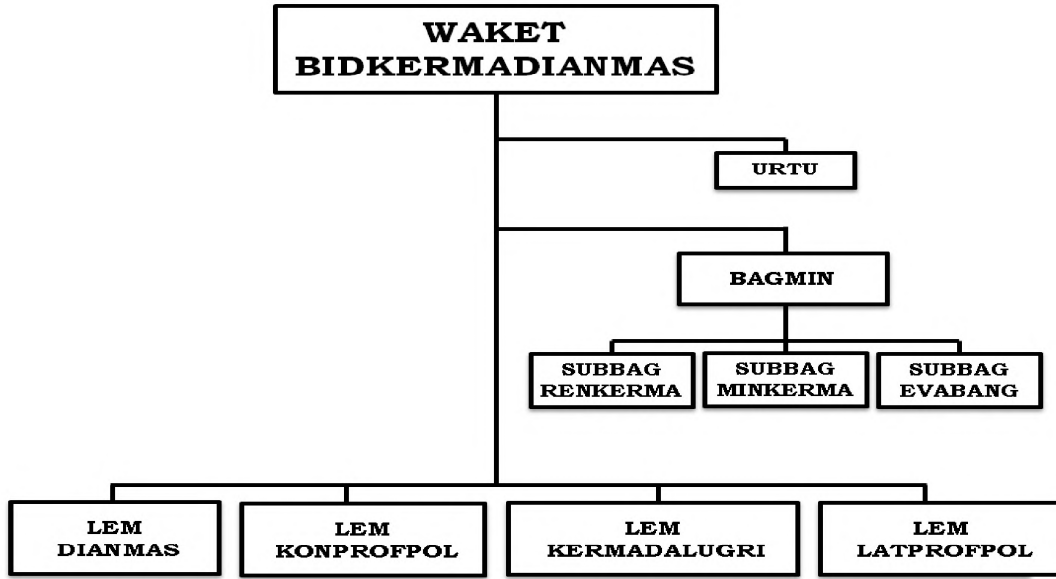 WAKET
BIDKERMADIANMAS
URTU
BAGMIN
SUBBAG
RENKERMA
SUBBAG
MINKERMA
SUBBAG
EVABANG
LEM
DIANMAS
LEM
KONPROFPOL
LEM
KERMADALUGRI
LEM
LATPROFPOL